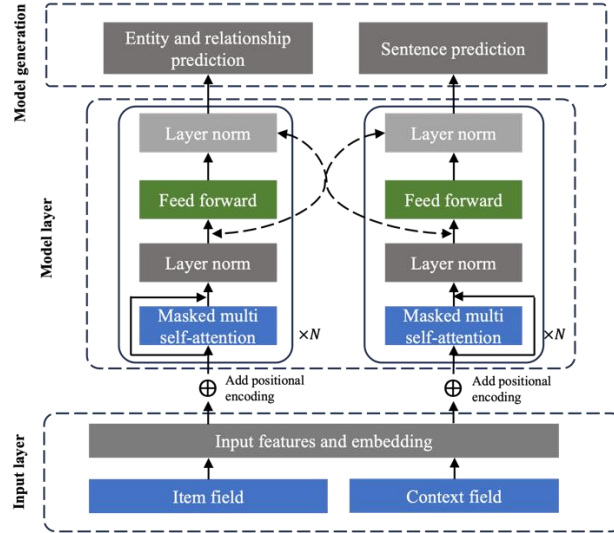 Model generation
Entity and relationship
prediction
Sentence prediction
Model layer
Layer norm
Layer norm
Feed forward
Feed forward
Layer norm
Layer norm
Masked multi
self-attention
×N
Masked multi
self-attention
×N
Add positional
encoding
Add positional
encoding
Input layer
Input features and embedding
Item field
Context field